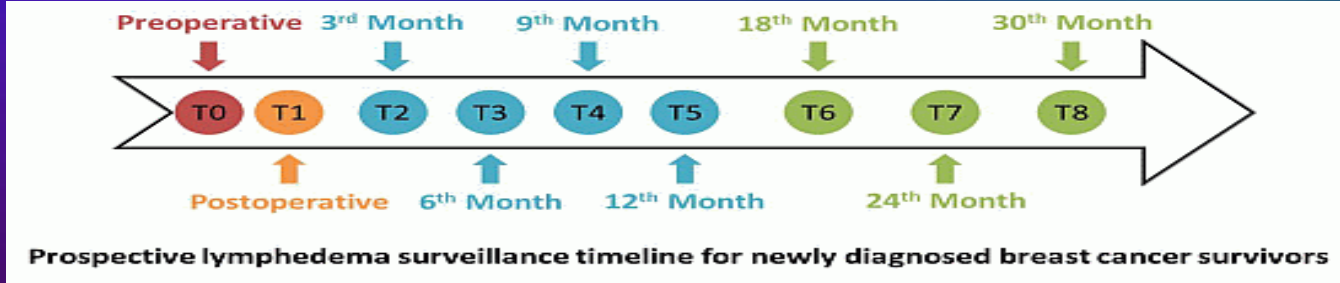 Preoperative 3rd Month 9th Month 18th Month 30th Month
T0 T1 T2 T3 T4 T5 T6 T7 T8
Postoperative 6th Month 12th Month 24th Month
Prospective lymphedema surveillance timeline for newly diagnosed breast cancer survivors